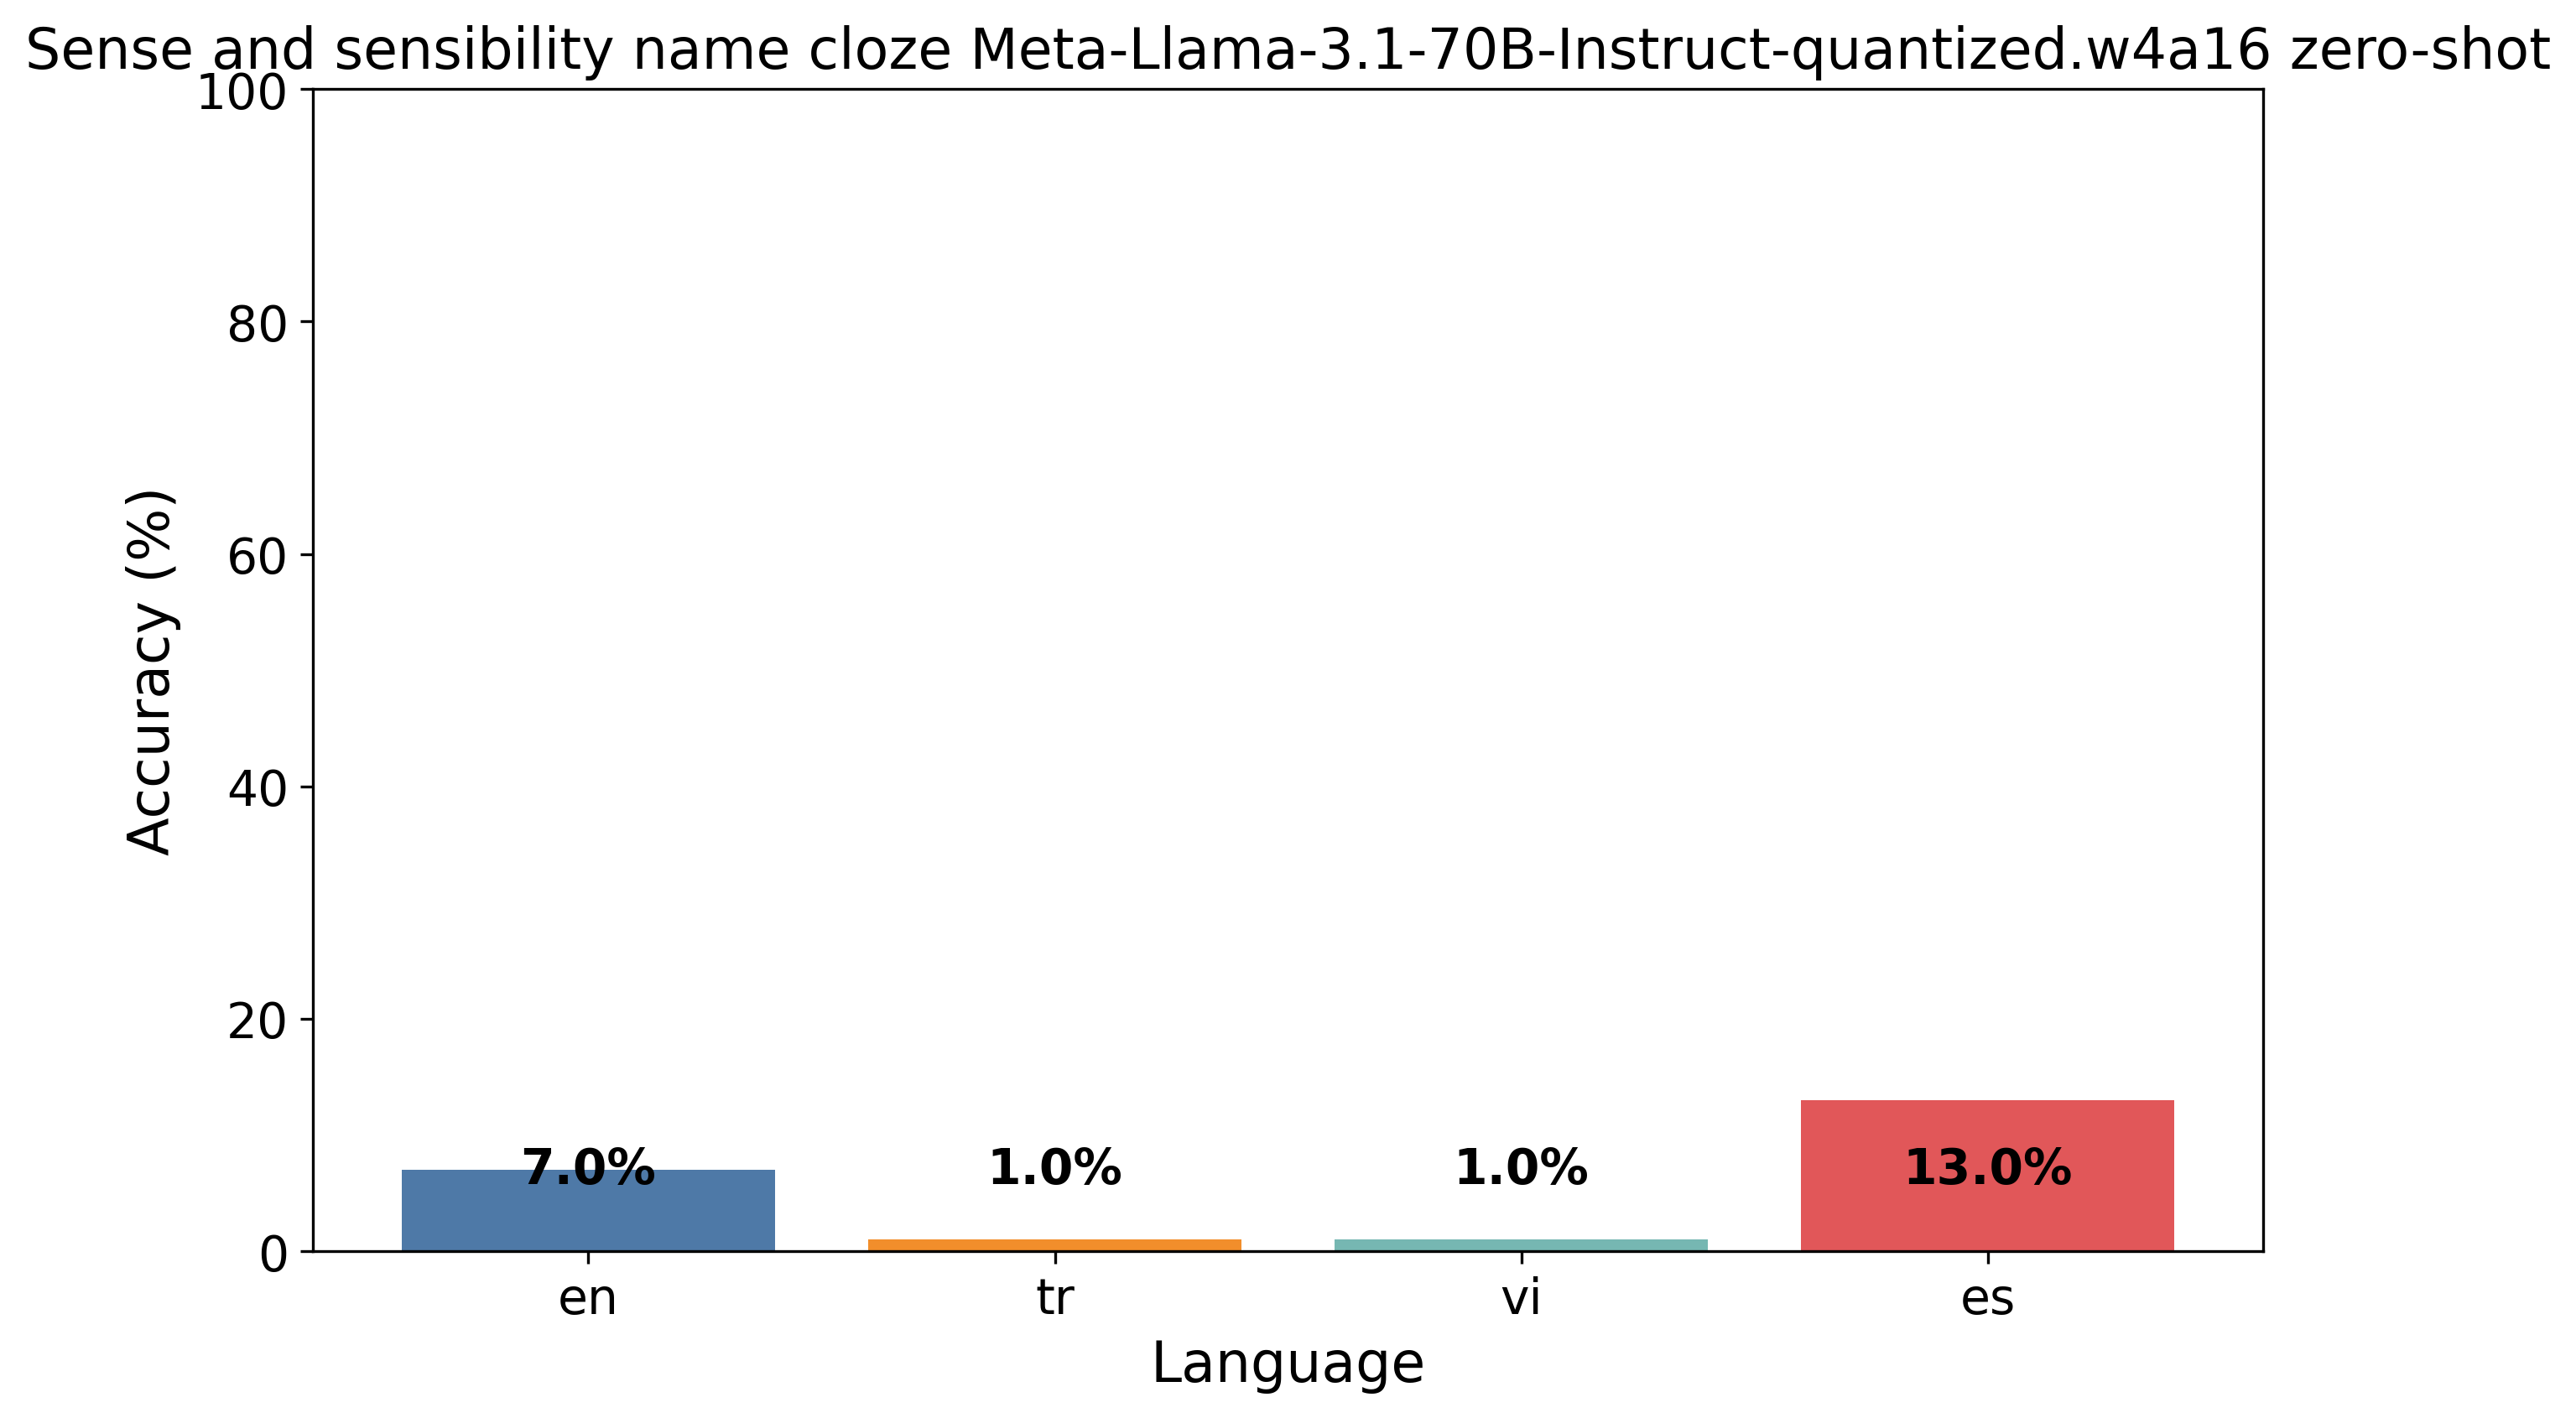 Sense and sensibility name cloze Meta-Llama-3.1-70B-Instruct-quantized.w4a16 zero-shot
100
80
60
40
20
0
Accuracy (%)
7.0%
1.0%
1.0%
13.0%
en
tr
vi
es
Language